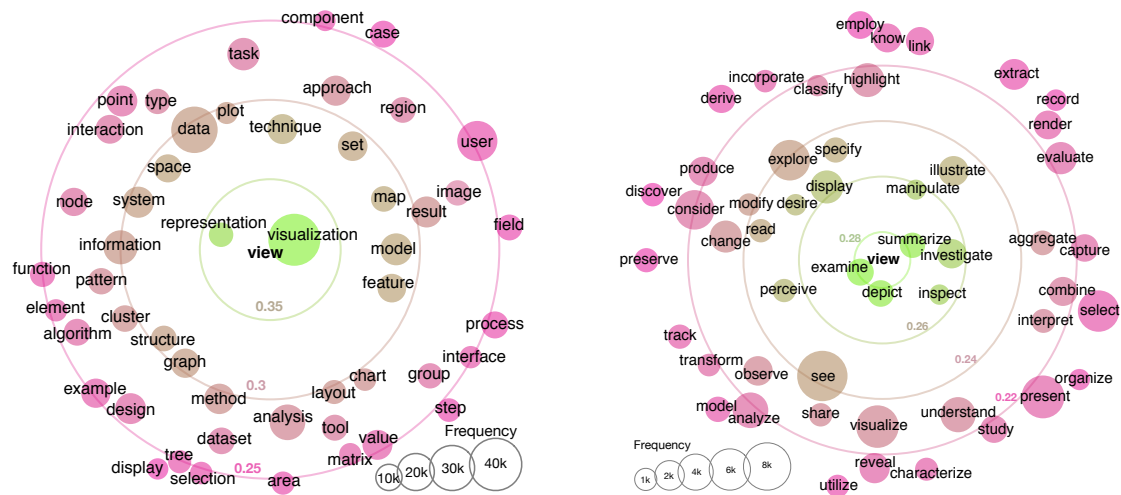 component
case
task
approach
point
type
plot
region
interaction
data
technique
set
user
space
node
system
map
image
result
representation
visualization
field
information
view
model
function
pattern
feature
element
0.35
cluster
process
algorithm
structure
interface
graph
0.3
chart
group
example
method
layout
design
analysis
step
tool
dataset
value
Frequency
tree
matrix
display
selection
0.25
area
10k
20k
30k
40k
employ
know
link
incorporate
classify
highlight
extract
derive
record
render
specify
explore
evaluate
produce
illustrate
discover
display
manipulate
consider
modify
desire
read
change
0.28
summarize
aggregate
preserve
view
investigate
capture
examine
perceive
depict
inspect
combine
select
interpret
0.26
track
transform
observe
see
0.24
organize
model
analyze
share
0.22
present
understand
visualize
study
Frequency
reveal
characterize
utilize
1k
2k
4k
6k
8k